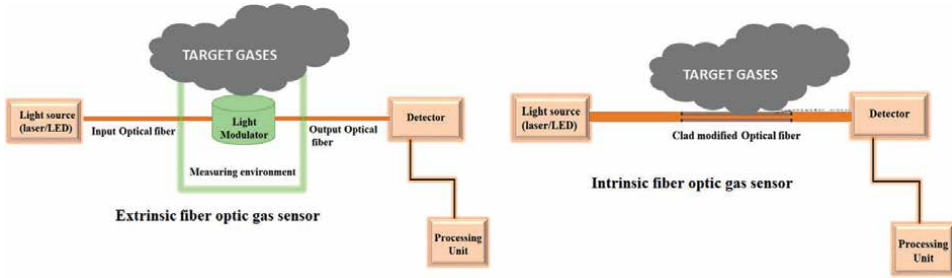 TARGET GASES
Light source
(laser/LED)
Input Optical fiber
Light
Modulator
Output Optical
fiber
Detector
Measuring environment
Extrinsic fiber optic gas sensor
Processing
Unit
TARGET GASES
Light source
(laser/LED)
Clad modified Optical fiber
Detector
Intrinsic fiber optic gas sensor
Processing
Unit